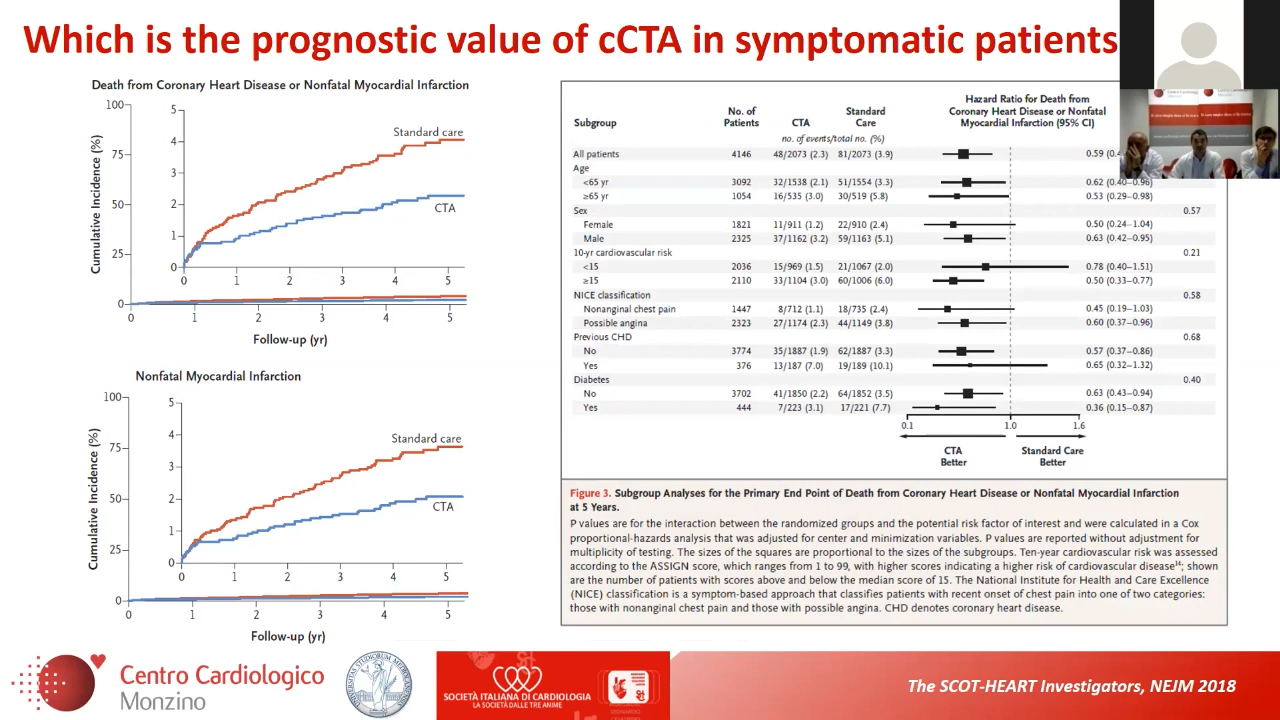 Which is the prognostic value of cCTA in symptomatic patients
Death from Coronary Heart Disease or Nonfatal Myocardial Infarction
Cumulative Incidence (%)
100
75
50
25
0
5
4
3
2
1
0
Standard care
CTA
0 1 2 3 4 5
0 1 2 3 4 5
Follow-up (yr)
Nonfatal Myocardial Infarction
Cumulative Incidence (%)
100
75
50
25
0
5
4
3
2
1
0
Standard care
CTA
0 1 2 3 4 5
0 1 2 3 4 5
Follow-up (yr)
Subgroup No. of Patients CTA Standard Care Hazard Ratio for Death from Coronary Heart Disease or Nonfatal Myocardial Infarction (95% CI)
no. of events/total no. (%)
All patients 4146 48/2073 (2.3) 81/2073 (3.9) 0.59
Age
<65 yr 3092 32/1538 (2.1) 51/1554 (3.3) 0.62 (0.40–0.96)
≥65 yr 1054 16/535 (3.0) 30/519 (5.8) 0.53 (0.29–0.98)
Sex 0.57
Female 1821 11/911 (1.2) 22/910 (2.4) 0.50 (0.24–1.04)
Male 2325 37/1162 (3.2) 59/1163 (5.1) 0.63 (0.42–0.95)
10-yr cardiovascular risk 0.21
<15 2036 15/969 (1.5) 21/1067 (2.0) 0.78 (0.40–1.51)
≥15 2110 33/1104 (3.0) 60/1006 (6.0) 0.50 (0.33–0.77)
NICE classification 0.58
Nonanginal chest pain 1447 8/712 (1.1) 18/735 (2.4) 0.45 (0.19–1.03)
Possible angina 2323 27/1174 (2.3) 44/1149 (3.8) 0.60 (0.37–0.96)
Previous CHD 0.68
No 3774 35/1887 (1.9) 62/1887 (3.3) 0.57 (0.37–0.86)
Yes 376 13/187 (7.0) 19/189 (10.1) 0.65 (0.32–1.32)
Diabetes 0.40
No 3702 41/1850 (2.2) 64/1852 (3.5) 0.63 (0.43–0.94)
Yes 444 7/223 (3.1) 17/221 (7.7) 0.36 (0.15–0.87)
0.1 1.0 1.6
CTA Better Standard Care Better
Figure 3. Subgroup Analyses for the Primary End Point of Death from Coronary Heart Disease or Nonfatal Myocardial Infarction
at 5 Years.
P values are for the interaction between the randomized groups and the potential risk factor of interest and were calculated in a Cox
proportional-hazards analysis that was adjusted for center and minimization variables. P values are reported without adjustment for
multiplicity of testing. The sizes of the squares are proportional to the sizes of the subgroups. Ten-year cardiovascular risk was assessed
according to the ASSIGN score, which ranges from 1 to 99, with higher scores indicating a higher risk of cardiovascular disease14; shown
are the number of patients with scores above and below the median score of 15. The National Institute for Health and Care Excellence
(NICE) classification is a symptom-based approach that classifies patients with recent onset of chest pain into one of two categories:
those with nonanginal chest pain and those with possible angina. CHD denotes coronary heart disease.
Centro Cardiologico
Monzino
SOCIETÀ ITALIANA DI CARDIOLOGIA
LA SOCIETÀ DALLE TRE ANIME
The SCOT-HEART Investigators, NEJM 2018